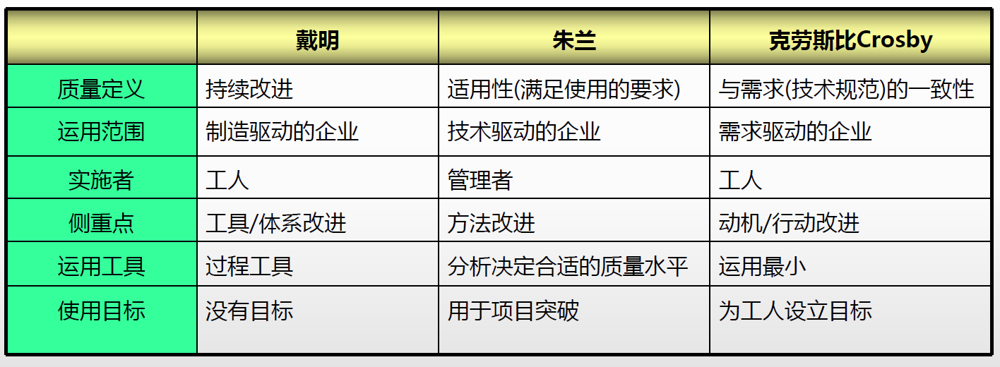 戴明 朱兰 克劳斯比Crosby
质量定义 持续改进 适用性(满足使用的要求) 与需求(技术规范)的一致性
运用范围 制造驱动的企业 技术驱动的企业 需求驱动的企业
实施者 工人 管理者 工人
侧重点 工具/体系改进 方法改进 动机/行动改进
运用工具 过程工具 分析决定合适的质量水平 运用最小
使用目标 没有目标 用于项目突破 为工人设立目标